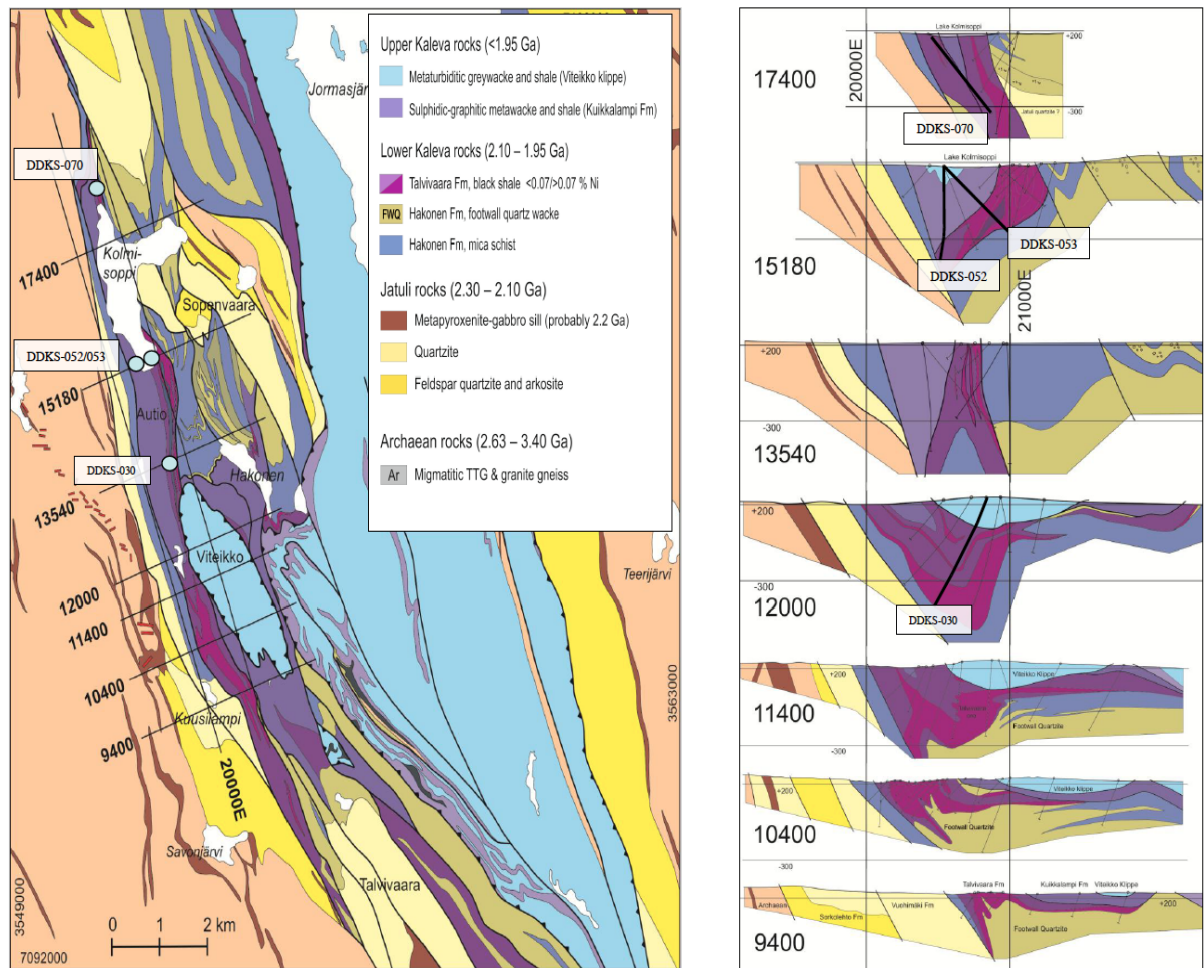 Jormasjär
DDKS-070
Kolmi-
soppi
17400
Sopenvaara
DDKS-052/053
15180
Autio
DDKS-030
Hakonen
13540
Viteikko
12000
11400
10400
Kuusilampi
9400
20000E
Savonjärvi
Talvivaara
Teerijärvi
3563000
3549000
0 1 2 km
7092000
Upper Kaleva rocks (<1.95 Ga)
Metaturbiditic greywacke and shale (Viteikko klippe)
Sulphidic-graphitic metawacke and shale (Kuikkalampi Fm)
Lower Kaleva rocks (2.10 – 1.95 Ga)
Talvivaara Fm, black shale <0.07/>0.07 % Ni
FWQ Hakonen Fm, footwall quartz wacke
Hakonen Fm, mica schist
Jatuli rocks (2.30 – 2.10 Ga)
Metapyroxenite-gabbro sill (probably 2.2 Ga)
Quartzite
Feldspar quartzite and arkosite
Archaean rocks (2.63 – 3.40 Ga)
Ar Migmatitic TTG & granite gneiss
Lake Kolmisoppi
+200
17400
20000E
-300
Jatuli quartzite ?
DDKS-070
Lake Kolmisoppi
DDKS-053
15180
DDKS-052
21000E
+200
-300
13540
+200
-300
12000
DDKS-030
+200
Viteikko Klippe
11400
Footwall Quartzite
-300
+200
Viteikko Klippe
10400
Footwall Quartzite
-300
Talvivaara Fm Kuikkalampi Fm Viteikko Klippe
Archaean
Sorkolehto Fm
Vuohimäki Fm
+200
Footwall Quartzite
9400